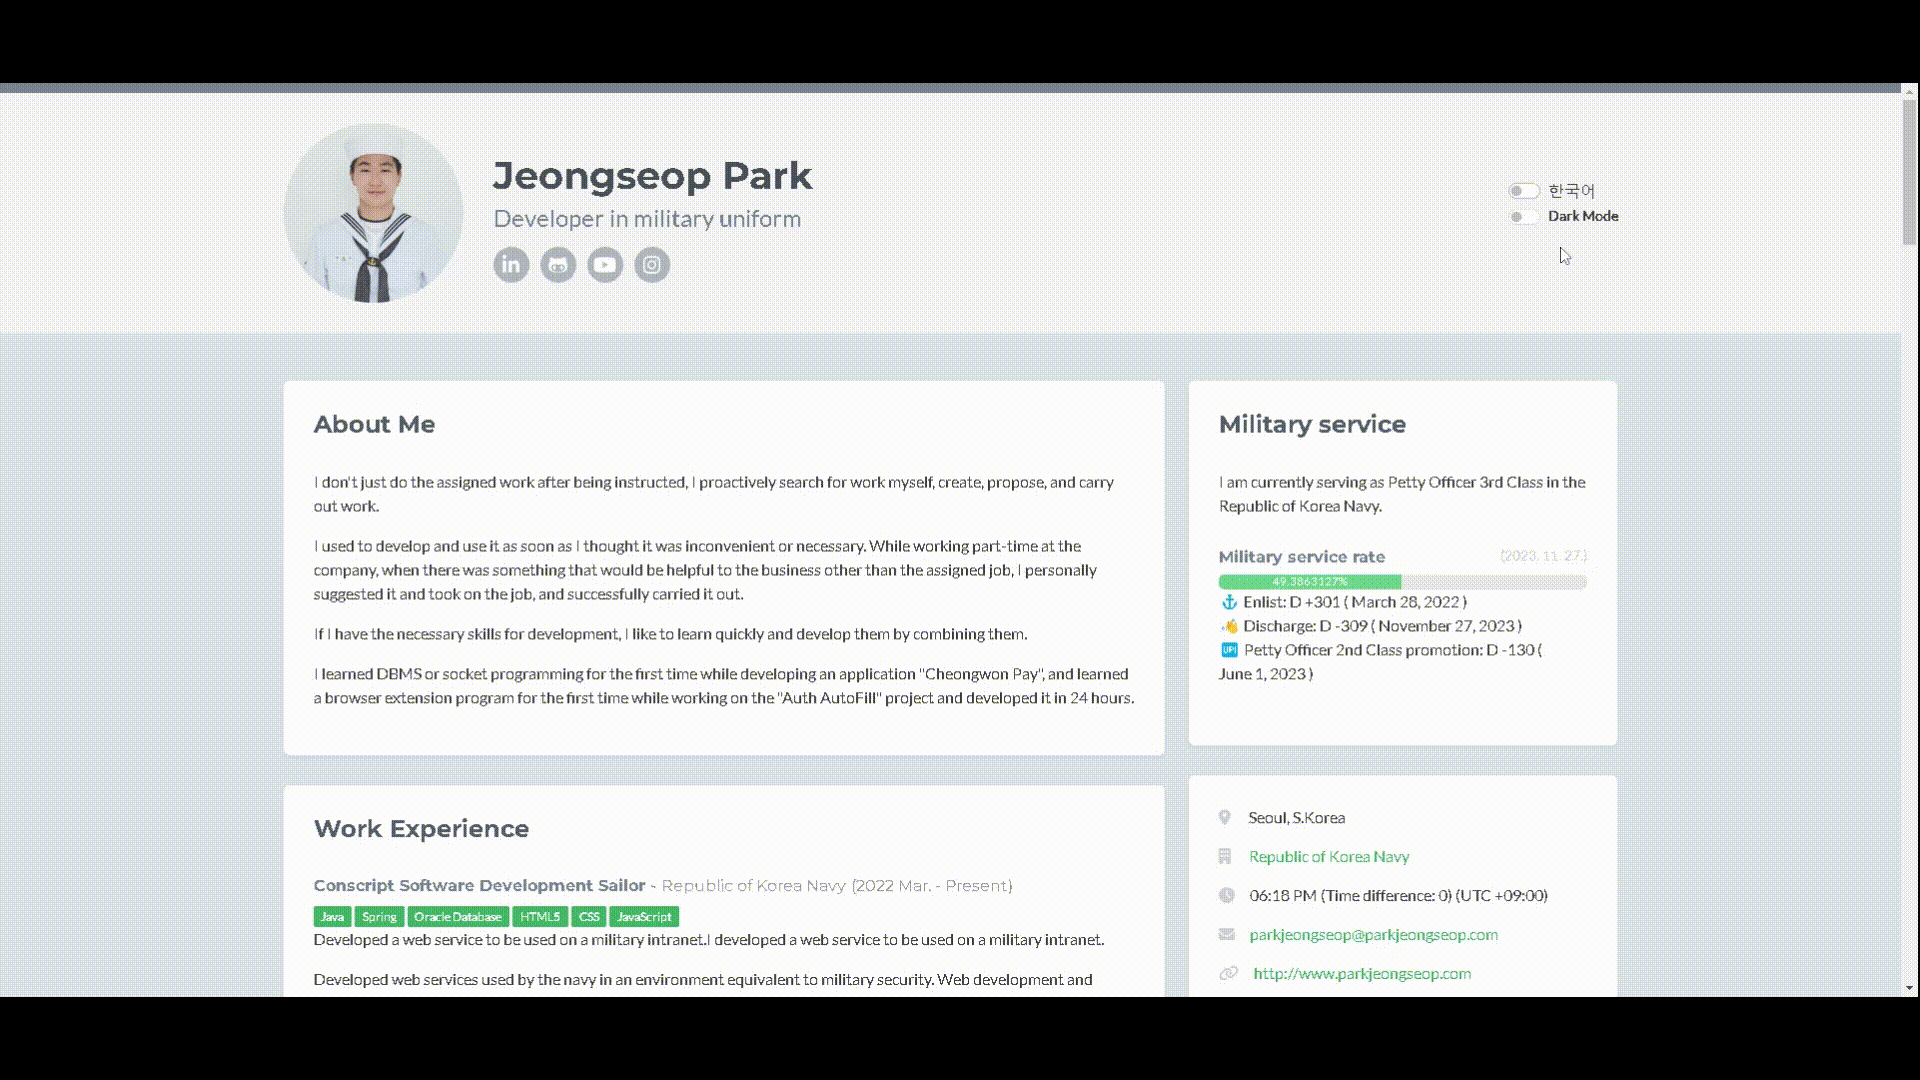 Jeongseop Park
Developer in military uniform
한국어
Dark Mode
About Me
I don't just do the assigned work after being instructed, I proactively search for work myself, create, propose, and carry
out work.
I used to develop and use it as soon as I thought it was inconvenient or necessary. While working part-time at the
company, when there was something that would be helpful to the business other than the assigned job, I personally
suggested it and took on the job, and successfully carried it out.
If I have the necessary skills for development, I like to learn quickly and develop them by combining them.
I learned DBMS or socket programming for the first time while developing an application "Cheongwon Pay", and learned
a browser extension program for the first time while working on the "Auth AutoFill" project and developed it in 24 hours.
Work Experience
Conscript Software Development Sailor - Republic of Korea Navy (2022 Mar. - Present)
Java Spring Oracle Database HTML5 CSS JavaScript
Developed a web service to be used on a military intranet.I developed a web service to be used on a military intranet.
Developed web services used by the navy in an environment equivalent to military security. Web development and
Military service
I am currently serving as Petty Officer 3rd Class in the
Republic of Korea Navy.
Military service rate (2023. 11. 27.)
49.3863127%
Enlist: D +301 ( March 28, 2022 )
Discharge: D -309 ( November 27, 2023 )
UP! Petty Officer 2nd Class promotion: D -130 (
June 1, 2023 )
Seoul, S.Korea
Republic of Korea Navy
06:18 PM (Time difference: 0) (UTC +09:00)
parkjeongseop@parkjeongseop.com
http://www.parkjeongseop.com